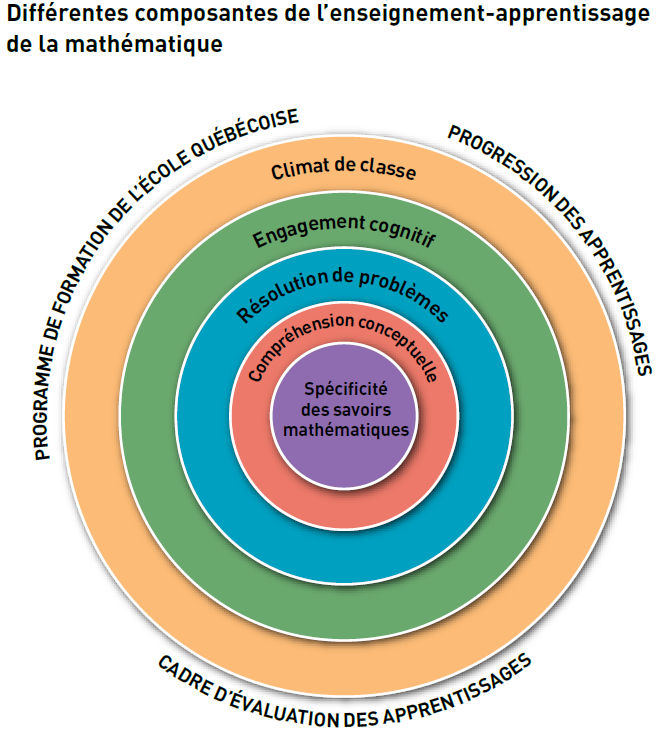 Différentes composantes de l'enseignement-apprentissage
de la mathématique
PROGRAMME DE FORMATION DE L'ÉCOLE QUÉBÉCOISE
PROGRESSION DES APPRENTISSAGES
Climat de classe
Engagement cognitif
Résolution de problèmes
Compréhension conceptuelle
Spécificité
des savoirs
mathématiques
CADRE D'ÉVALUATION DES APPRENTISSAGES